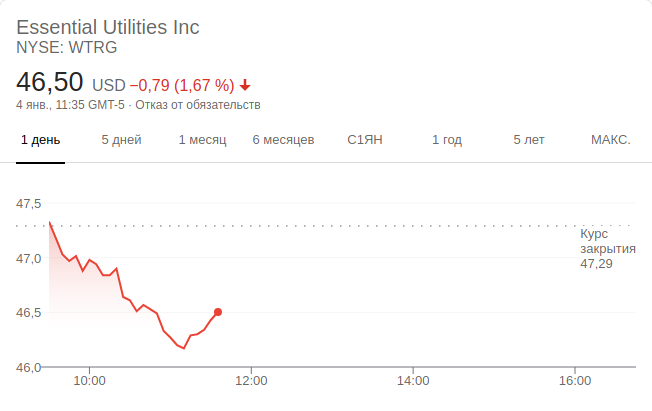 Essential Utilities Inc
NYSE: WTRG
46,50 USD −0,79 (1,67 %)
4 янв., 11:35 GMT-5 · Отказ от обязательств
1 день 5 дней 1 месяц 6 месяцев С1ЯН 1 год 5 лет МАКС.
47,5
Курс
закрытия
47,29
47,0
46,5
46,0
10:00 12:00 14:00 16:00